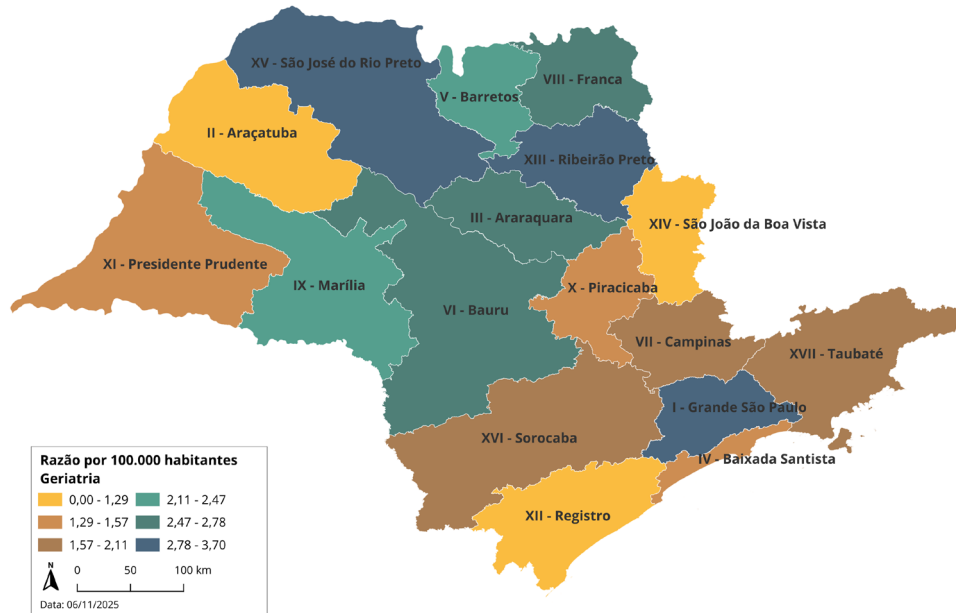 XV - São José do Rio Preto
VIII - Franca
V - Barretos
II - Araçatuba
XIII - Ribeirão Preto
III - Araraquara
XIV - São João da Boa Vista
XI - Presidente Prudente
IX - Marília
X - Piracicaba
VI - Bauru
VII - Campinas
XVII - Taubaté
I - Grande São Paulo
XVI - Sorocaba
IV - Baixada Santista
XII - Registro
Razão por 100.000 habitantes
Geriatria
0,00 - 1,29
2,11 - 2,47
1,29 - 1,57
2,47 - 2,78
1,57 - 2,11
2,78 - 3,70
N
0 50 100 km
Data: 06/11/2025